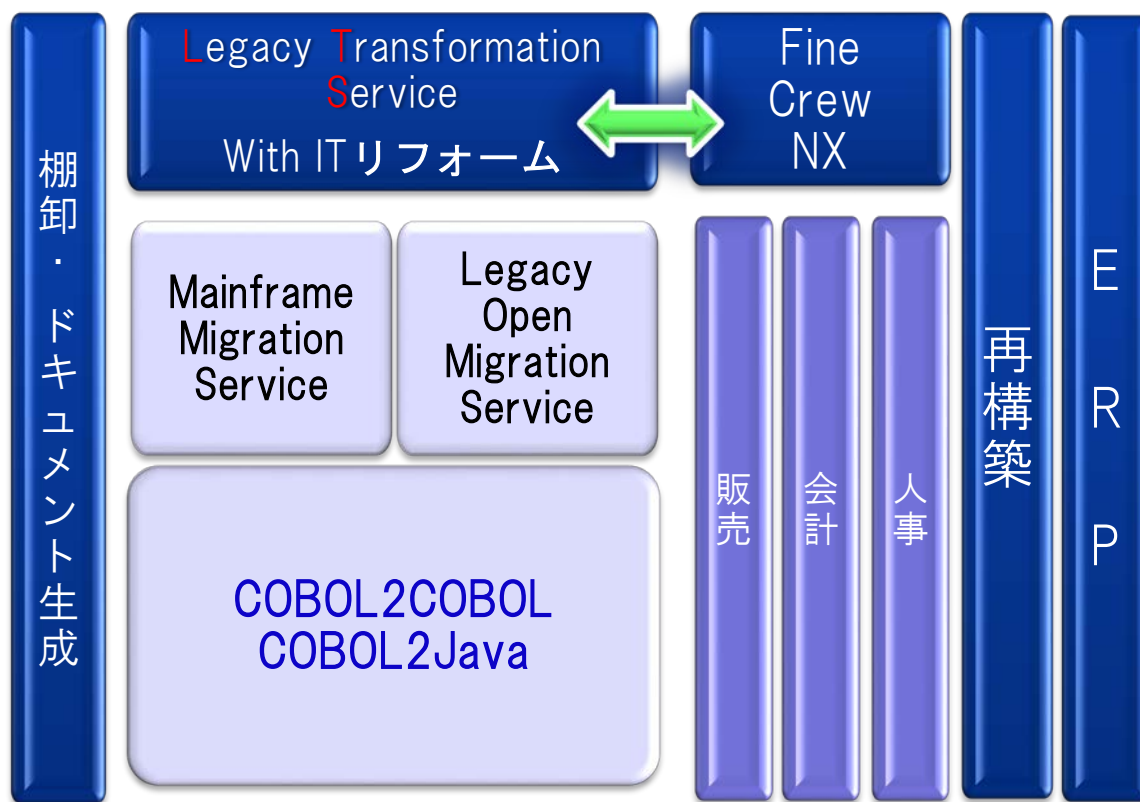 棚卸・ドキュメント生成
Legacy Transformation
Service
With ITリフォーム
Fine
Crew
NX
Mainframe
Migration
Service
Legacy
Open
Migration
Service
COBOL2COBOL
COBOL2Java
販売
会計
人事
再構築
ERP